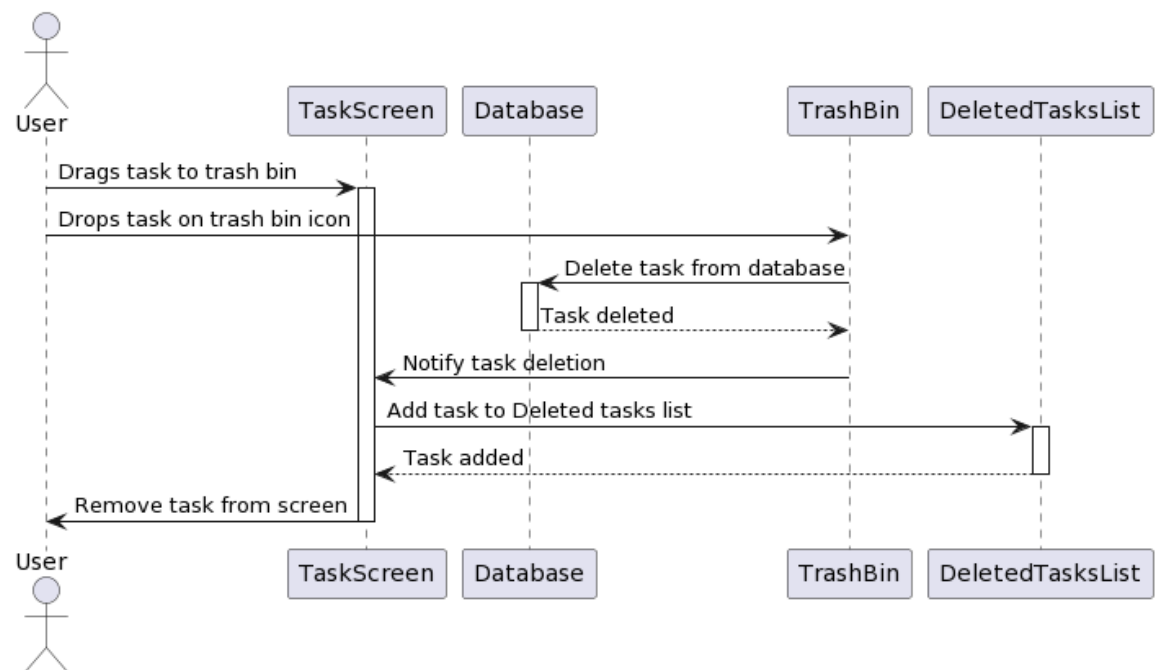 User
TaskScreen
Database
TrashBin
DeletedTasksList
Drags task to trash bin
Drops task on trash bin icon
Delete task from database
Task deleted
Notify task deletion
Add task to Deleted tasks list
Task added
Remove task from screen
User
TaskScreen
Database
TrashBin
DeletedTasksList